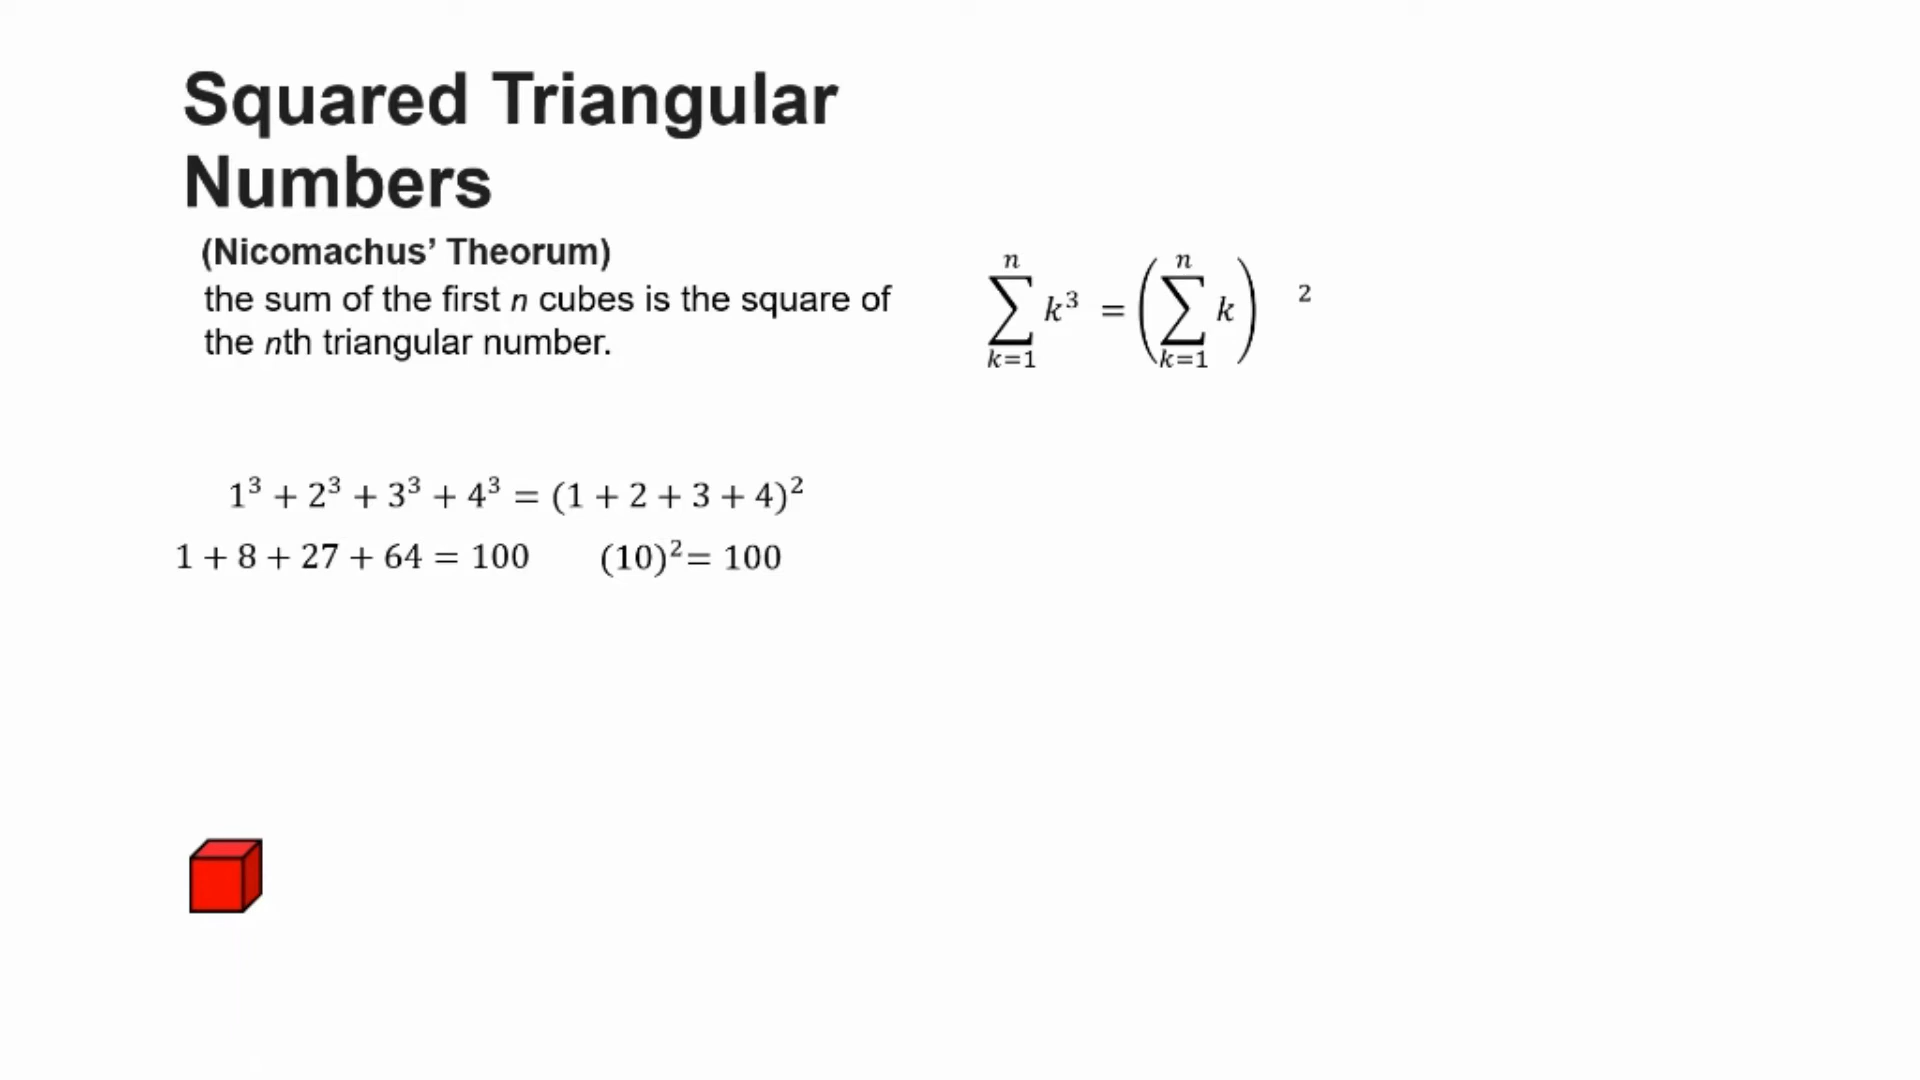 Squared Triangular
Numbers
(Nicomachus’ Theorum)
the sum of the first n cubes is the square of
the nth triangular number.
∑_{k=1}^{n} k³ = (∑_{k=1}^{n} k)²
1³ + 2³ + 3³ + 4³ = (1 + 2 + 3 + 4)²
1 + 8 + 27 + 64 = 100 (10)² = 100